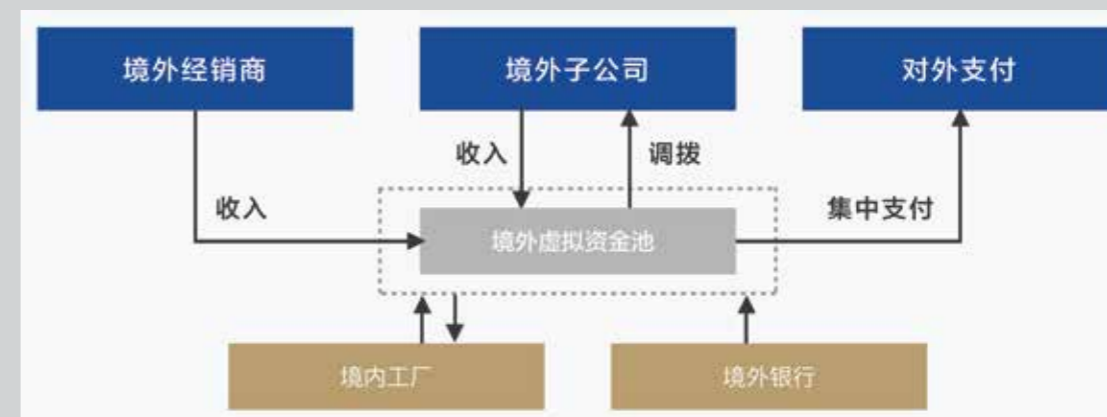 境外经销商
境外子公司
对外支付
收入
调拨
收入
集中支付
境外虚拟资金池
境内工厂
境外银行